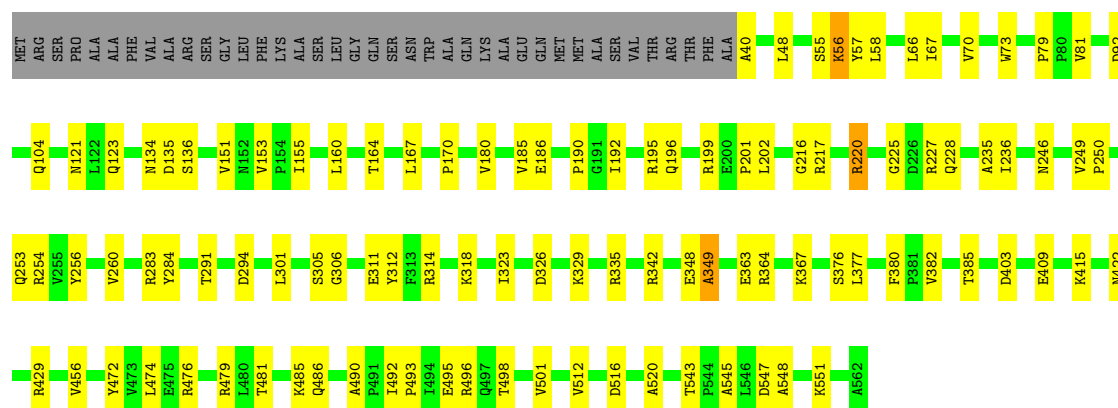 MET ARG SER PRO ALA ALA PHE VAL ALA ARG SER GLY LEU PHE LYS ALA SER LEU GLY GLN SER ASN TRP ALA GLN LYS ALA GLU GLN MET MET ALA SER VAL THR ARG THR PHE ALA A40 L48 S55 K56 Y57 L58 L66 I67 V70 W73 P79 P80 V81
Q104 N121 L122 Q123 N134 D135 S136 V151 N152 V153 P154 I155 L160 T164 L167 P170 V180 V185 E186 P190 G191 I192 R195 Q196 R199 E200 P201 L202 G216 R217 R220 G225 D226 R227 Q228 A235 I236 N246 V249 P250
Q253 R254 V255 Y256 V260 R283 Y284 T291 D294 L301 S305 G306 E311 Y312 F313 R314 K318 I323 D326 K329 R335 R342 E348 A349 E363 R364 K367 S376 L377 F380 P381 V382 T385 D403 E409 K415
R429 V456 Y472 V473 L474 E475 R476 R479 L480 T481 K485 Q486 A490 P491 I492 P493 I494 E495 R496 Q497 T498 V501 V512 D516 A520 T543 P544 A545 L546 D547 A548 K551 A562